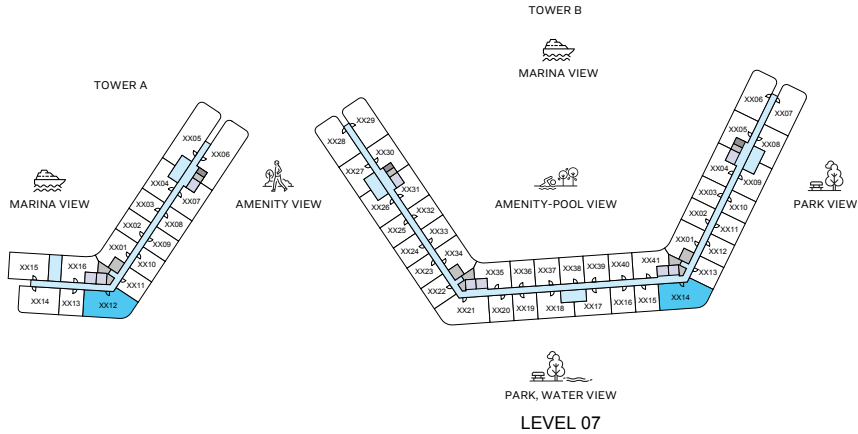 TOWER B
MARINA VIEW
TOWER A
MARINA VIEW
AMENITY VIEW
AMENITY-POOL VIEW
PARK VIEW
XX05
XX06
XX04
XX07
XX03
XX08
XX02
XX09
XX01
XX10
XX15
XX16
XX11
XX14
XX13
XX12
XX29
XX28
XX30
XX27
XX31
XX26
XX32
XX25
XX33
XX24
XX34
XX23
XX22
XX35
XX36
XX37
XX38
XX39
XX40
XX41
XX21
XX20
XX19
XX18
XX17
XX16
XX15
XX14
XX06
XX07
XX05
XX08
XX04
XX09
XX03
XX10
XX02
XX11
XX01
XX12
XX13
PARK, WATER VIEW
LEVEL 07